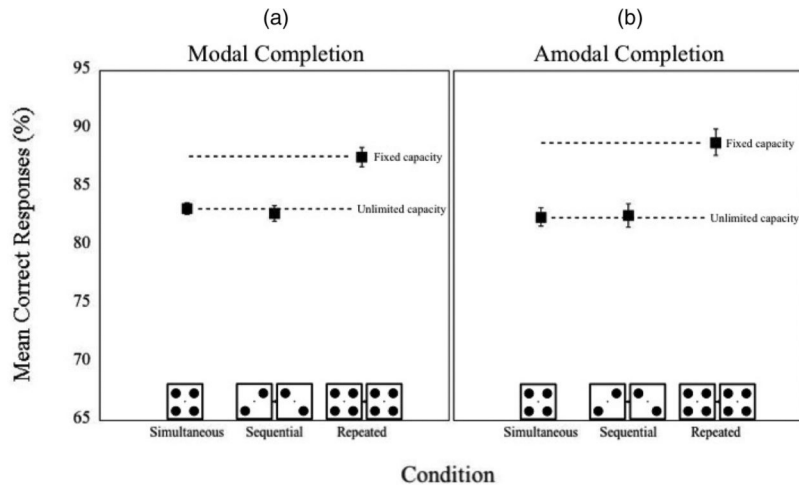 (a)
(b)
Modal Completion
Amodal Completion
Mean Correct Responses (%)
95
90
85
80
75
70
65
Fixed capacity
Unlimited capacity
Fixed capacity
Unlimited capacity
Simultaneous
Sequential
Repeated
Simultaneous
Sequential
Repeated
Condition